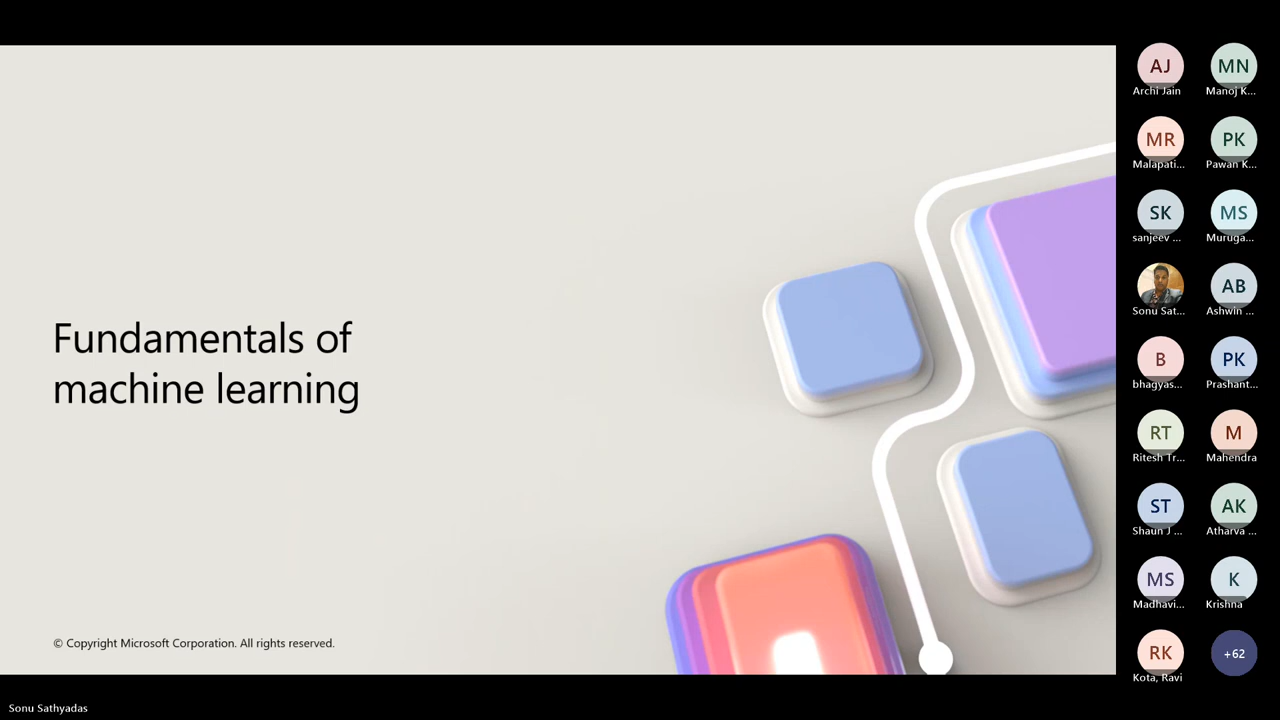 Fundamentals of
machine learning
© Copyright Microsoft Corporation. All rights reserved.
AJ
Archi Jain
MN
Manoj K...
MR
Malapati...
PK
Pawan K...
SK
sanjeev ...
MS
Muruga...
Sonu Sat...
AB
Ashwin ...
B
bhagyas...
PK
Prashant...
RT
Ritesh Tr...
M
Mahendra
ST
Shaun J ...
AK
Atharva ...
MS
Madhavi...
K
Krishna
RK
Kota, Ravi
+62
Sonu Sathyadas